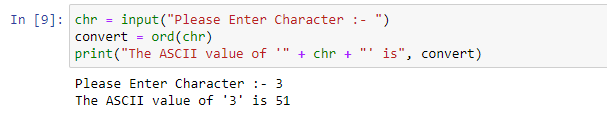 In [9]: chr = input("Please Enter Character :- ")
convert = ord(chr)
print("The ASCII value of '" + chr + "' is", convert)
Please Enter Character :- 3
The ASCII value of '3' is 51